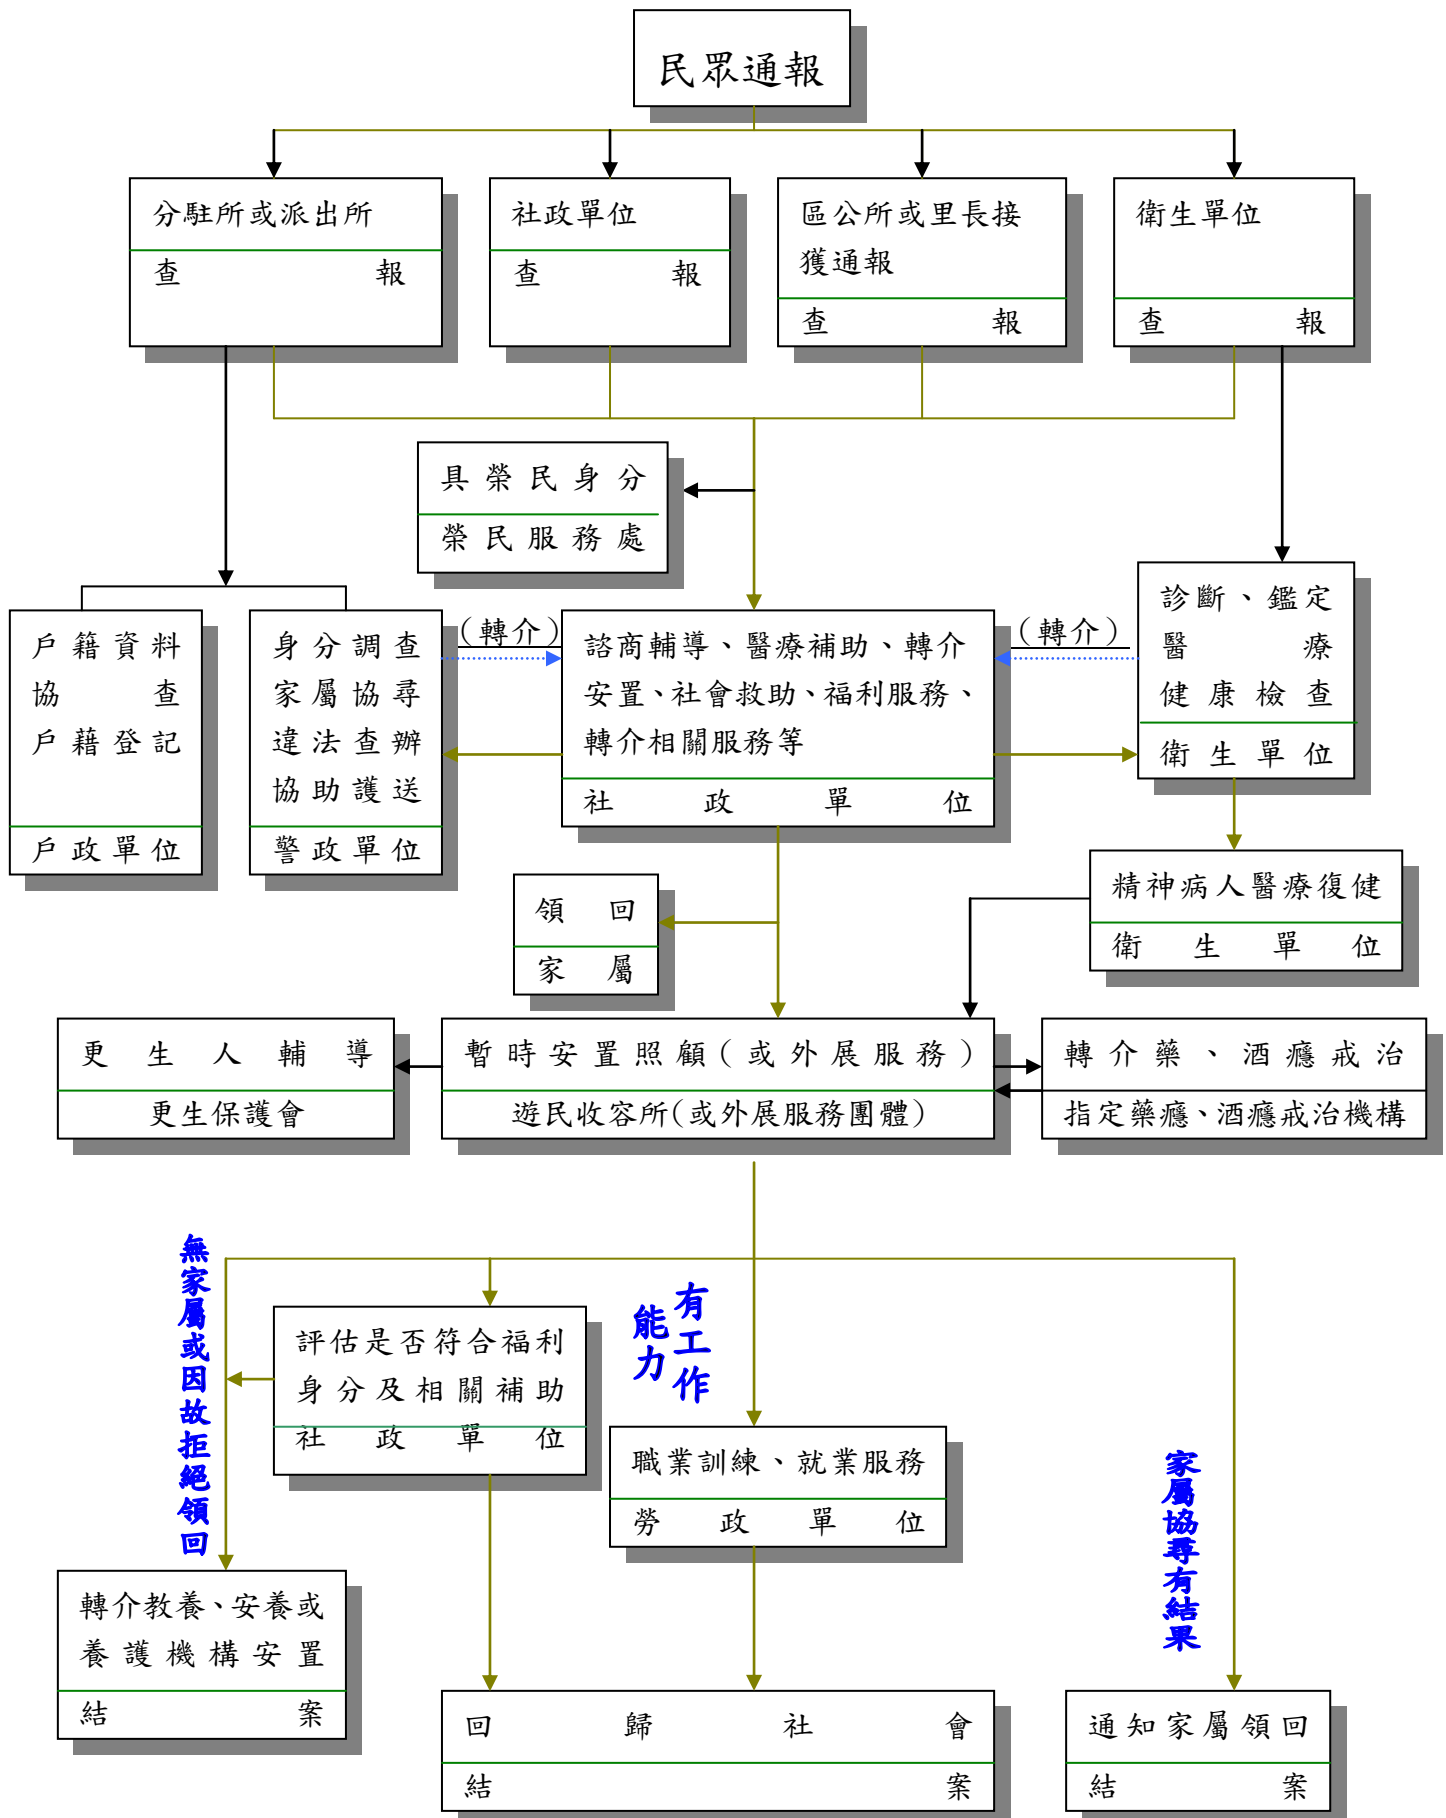 民眾通報
分駐所或派出所
查報
社政單位
查報
區公所或里長接
獲通報
查報
衛生單位
查報
具榮民身分
榮民服務處
戶籍資料
協查
戶藉登記
戶政單位
身分調查
家屬協尋
違法查辦
協助護送
警政單位
(轉介)
諮商輔導、醫療補助、轉介
安置、社會救助、福利服務、
轉介相關服務等
社政單位
(轉介)
診斷、鑑定
醫療
健康檢查
衛生單位
精神病人醫療復健
衛生單位
領回
家屬
更生人輔導
更生保護會
暫時安置照顧(或外展服務)
遊民收容所(或外展服務團體)
轉介藥、酒癮戒治
指定藥癮、酒癮戒治機構
無家屬或因故拒絕領回
評估是否符合福利
身分及相關補助
社政單位
有工作
能力
職業訓練、就業服務
勞政單位
家屬協尋有結果
轉介教養、安養或
養護機構安置
結案
回歸社會
結案
通知家屬領回
結案